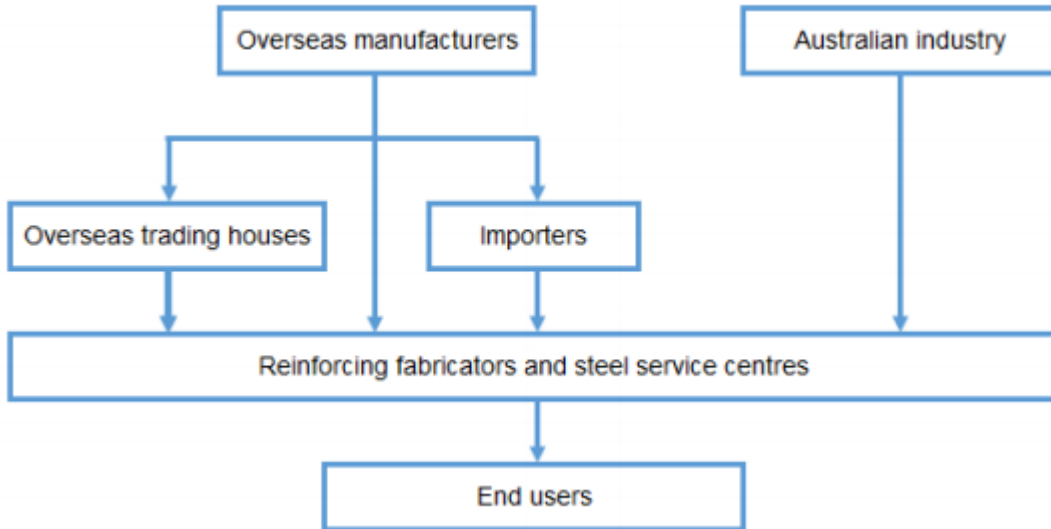 Overseas manufacturers
Australian industry
Overseas trading houses
Importers
Reinforcing fabricators and steel service centres
End users